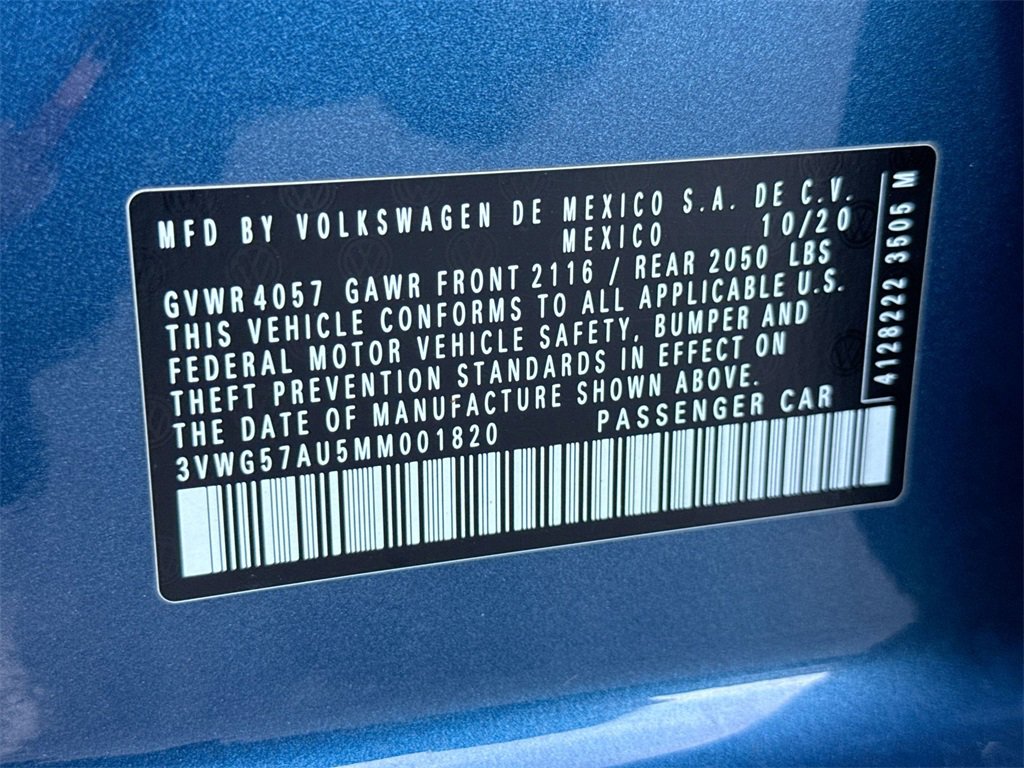 MFD BY VOLKSWAGEN DE MEXICO S.A. DE C.V.
MEXICO 10/20
GVWR 4057 GAWR FRONT 2116 / REAR 2050 LBS
THIS VEHICLE CONFORMS TO ALL APPLICABLE U.S.
FEDERAL MOTOR VEHICLE SAFETY, BUMPER AND
THEFT PREVENTION STANDARDS IN EFFECT ON
THE DATE OF MANUFACTURE SHOWN ABOVE.
3VWG57AU5MM001820 PASSENGER CAR
4128222 3505 M